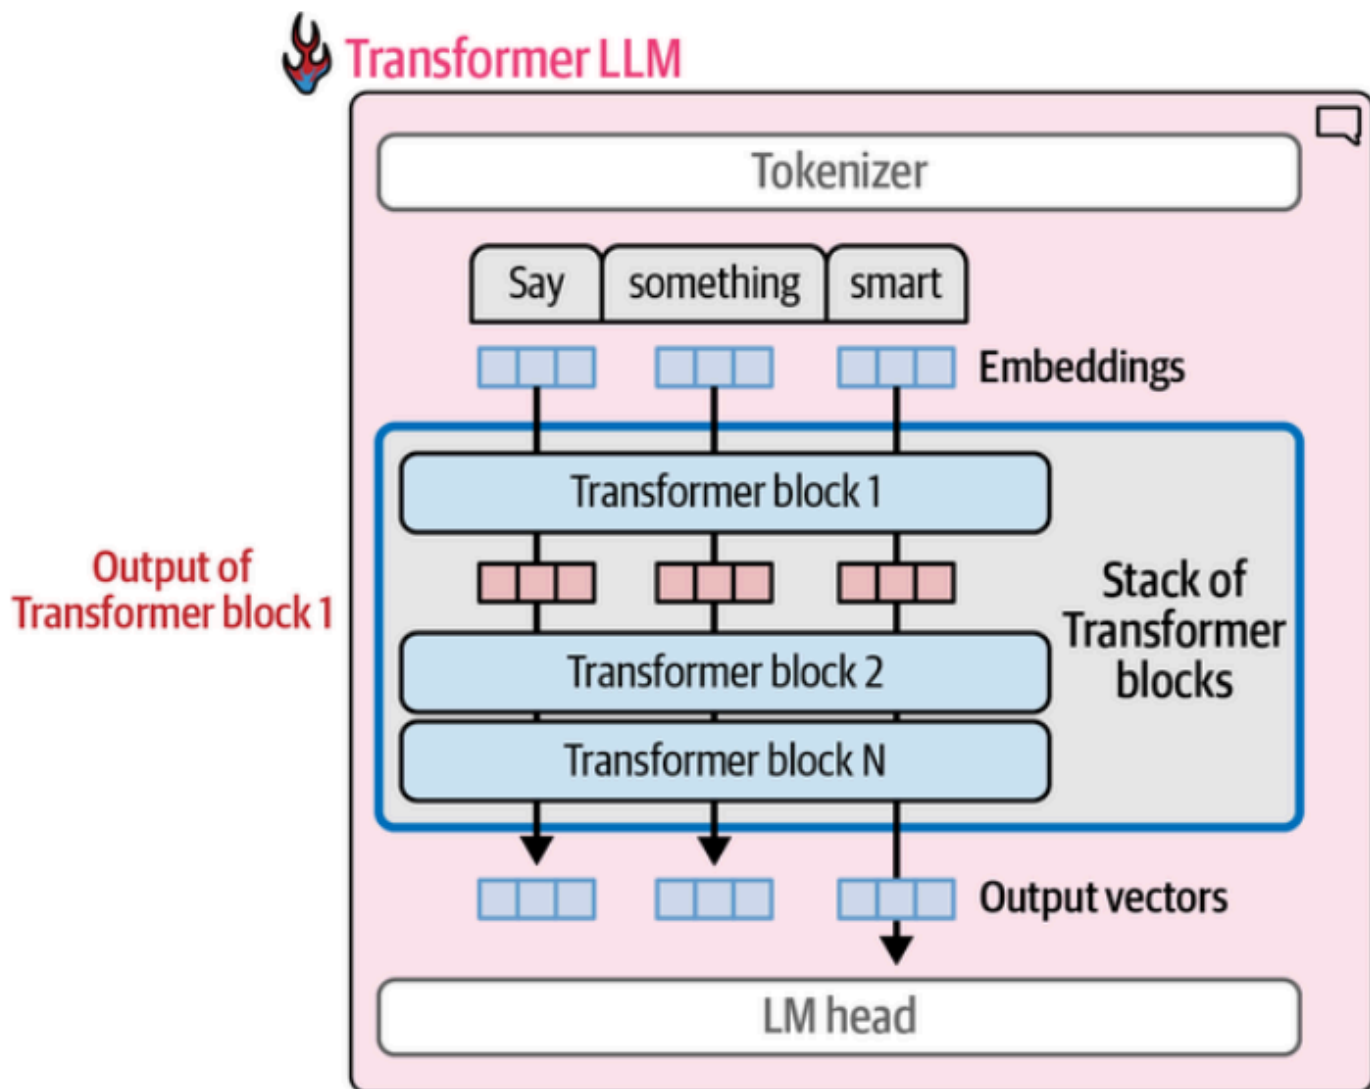 Transformer LLM
Tokenizer
Say something smart
Embeddings
Transformer block 1
Output of
Transformer block 1
Stack of
Transformer
blocks
Transformer block 2
Transformer block N
Output vectors
LM head